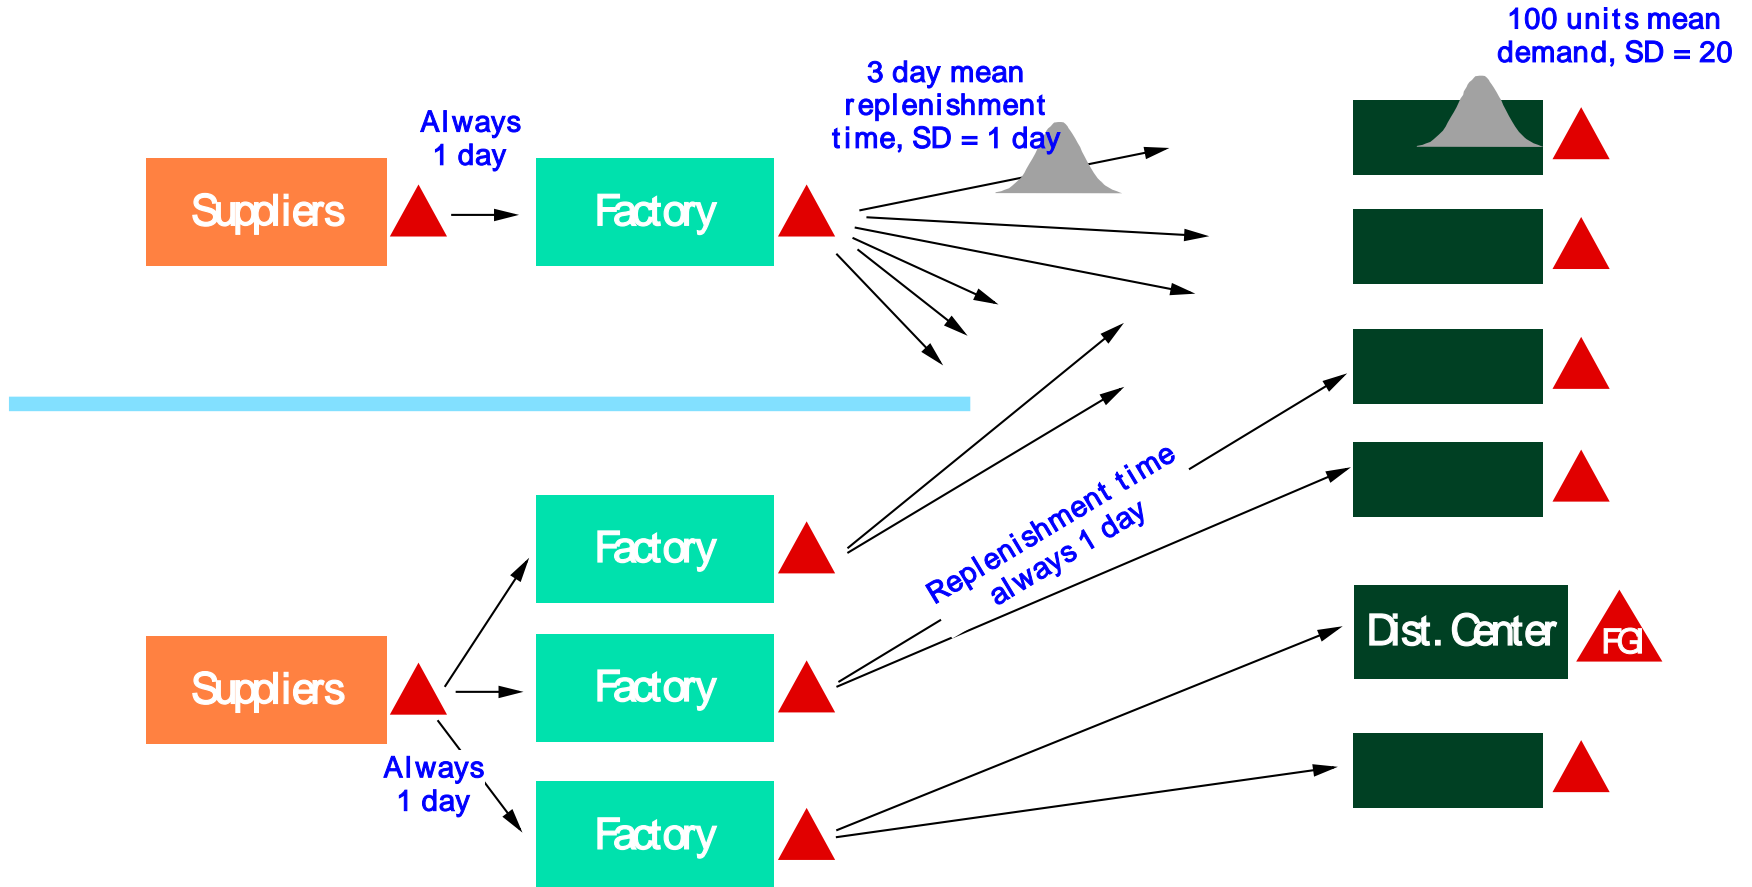 100 units mean
demand, SD = 20
3 day mean
replenishment
time, SD = 1 day
Always
1 day
Suppliers
Factory
Factory
Replenishment time
always 1 day
Suppliers
Factory
Dist. Center
FGI
Always
1 day
Factory